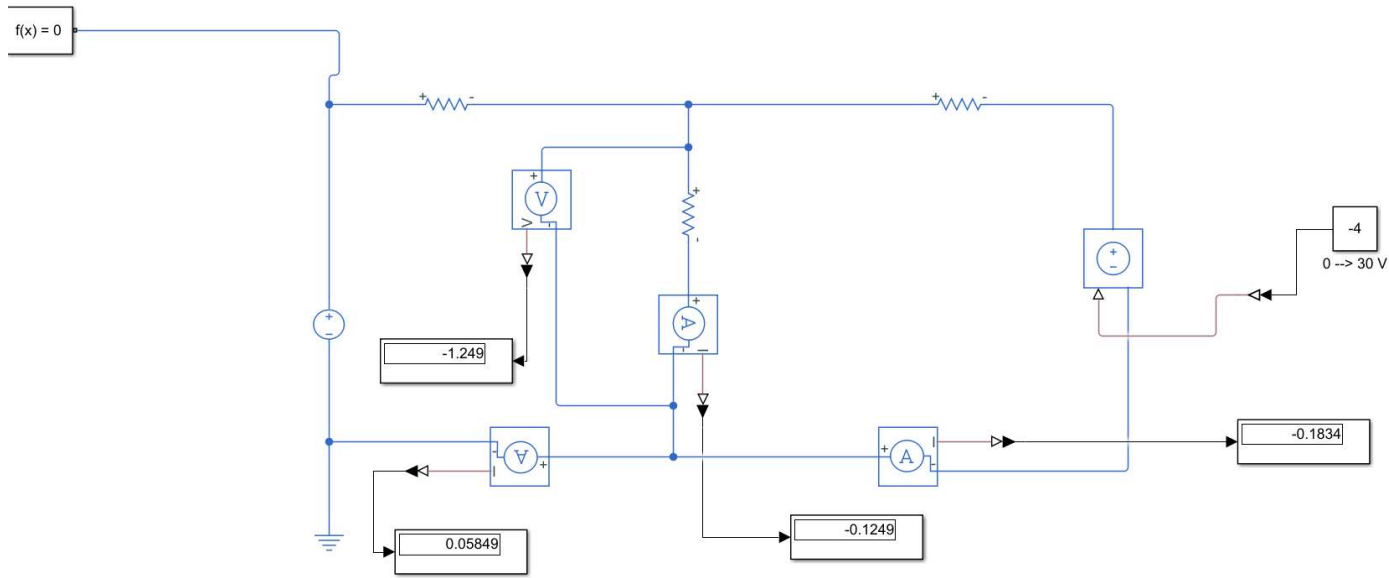 f(x) = 0
+
-
+
-
+
V
-
V
+
-
-4
0 --> 30 V
+
-
+
-
+
A
-
I
-1.249
-0.1834
-
A
+
I
+
A
I
-
-0.1249
0.05849